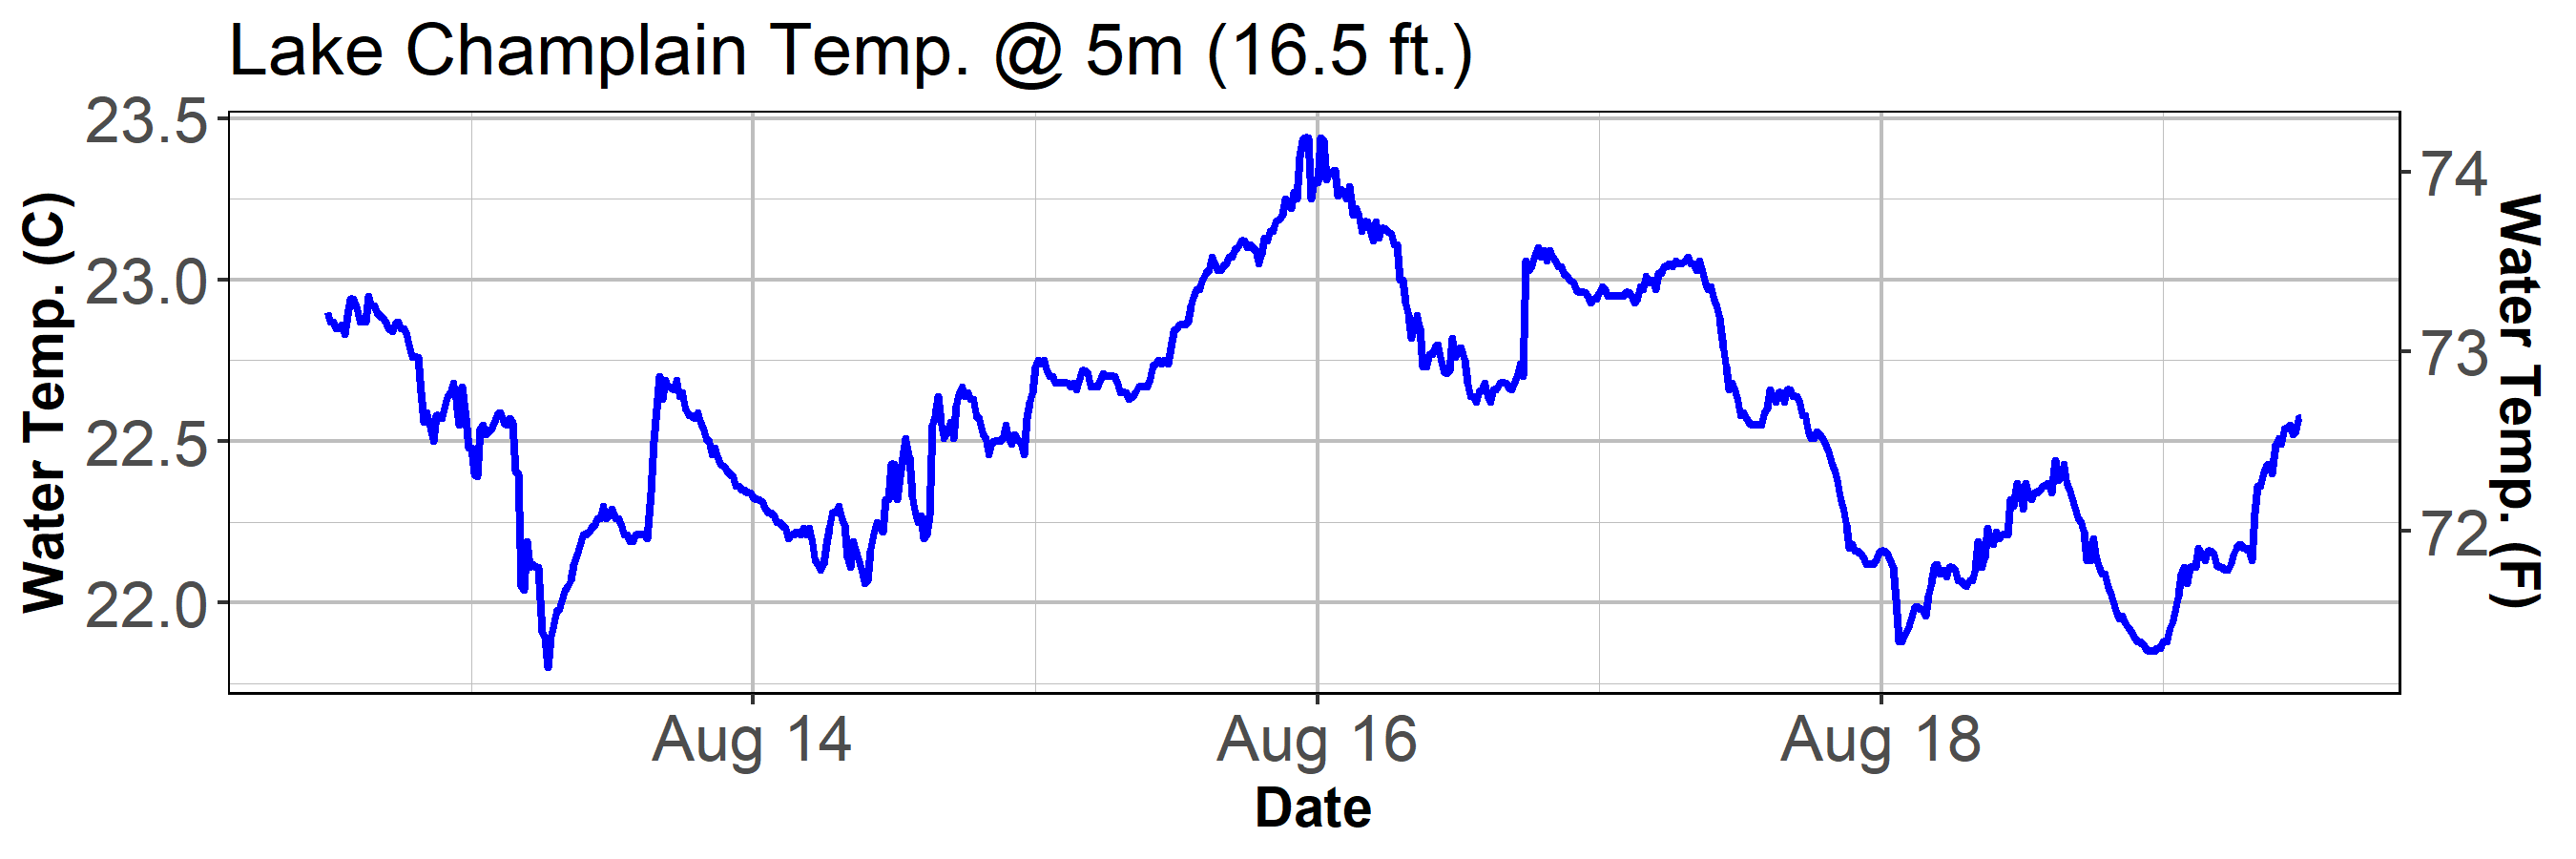 Lake Champlain Temp. @ 5m (16.5 ft.)
Water Temp. (C)
23.5
23.0
22.5
22.0
74
73
72
Water Temp. (F)
Aug 14 Aug 16 Aug 18
Date